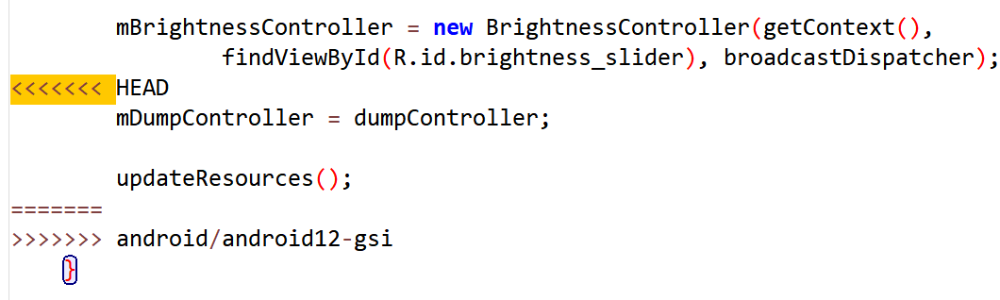 mBrightnessController = new BrightnessController(getContext(),
findViewById(R.id.brightness_slider), broadcastDispatcher);
<<<<<<< HEAD
mDumpController = dumpController;
updateResources();
=======
>>>>>>> android/android12-gsi
}